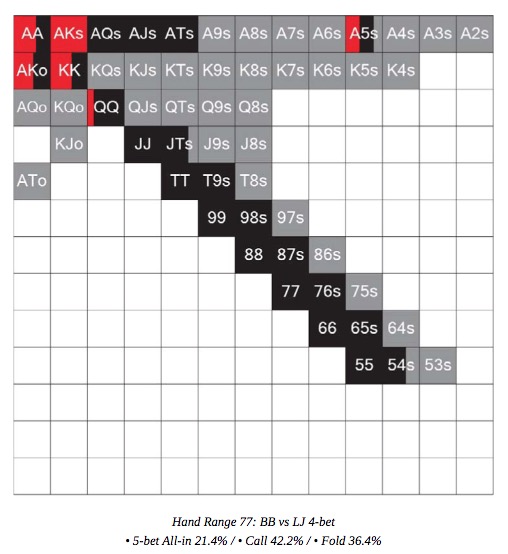 AA AKs AQs AJs ATs A9s A8s A7s A6s A5s A4s A3s A2s
AKo KK KQs KJs KTs K9s K8s K7s K6s K5s K4s
AQo KQo QQ QJs QTs Q9s Q8s
KJo JJ JTs J9s J8s
ATo TT T9s T8s
99 98s 97s
88 87s 86s
77 76s 75s
66 65s 64s
55 54s 53s
Hand Range 77: BB vs LJ 4-bet
• 5-bet All-in 21.4% / • Call 42.2% / • Fold 36.4%